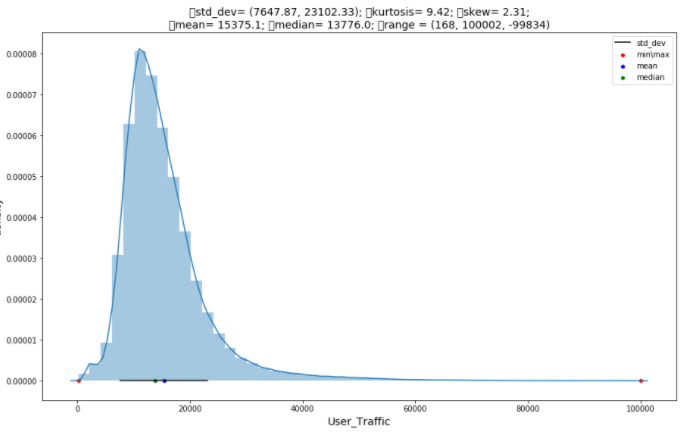 std_dev= (7647.87, 23102.33); kurtosis= 9.42; skew= 2.31;
mean= 15375.1; median= 13776.0; range = (168, 100002, -99834)
std_dev
min\max
mean
median
0.00008
0.00007
0.00006
0.00005
0.00004
0.00003
0.00002
0.00001
0.00000
0
20000
40000
60000
80000
100000
User_Traffic